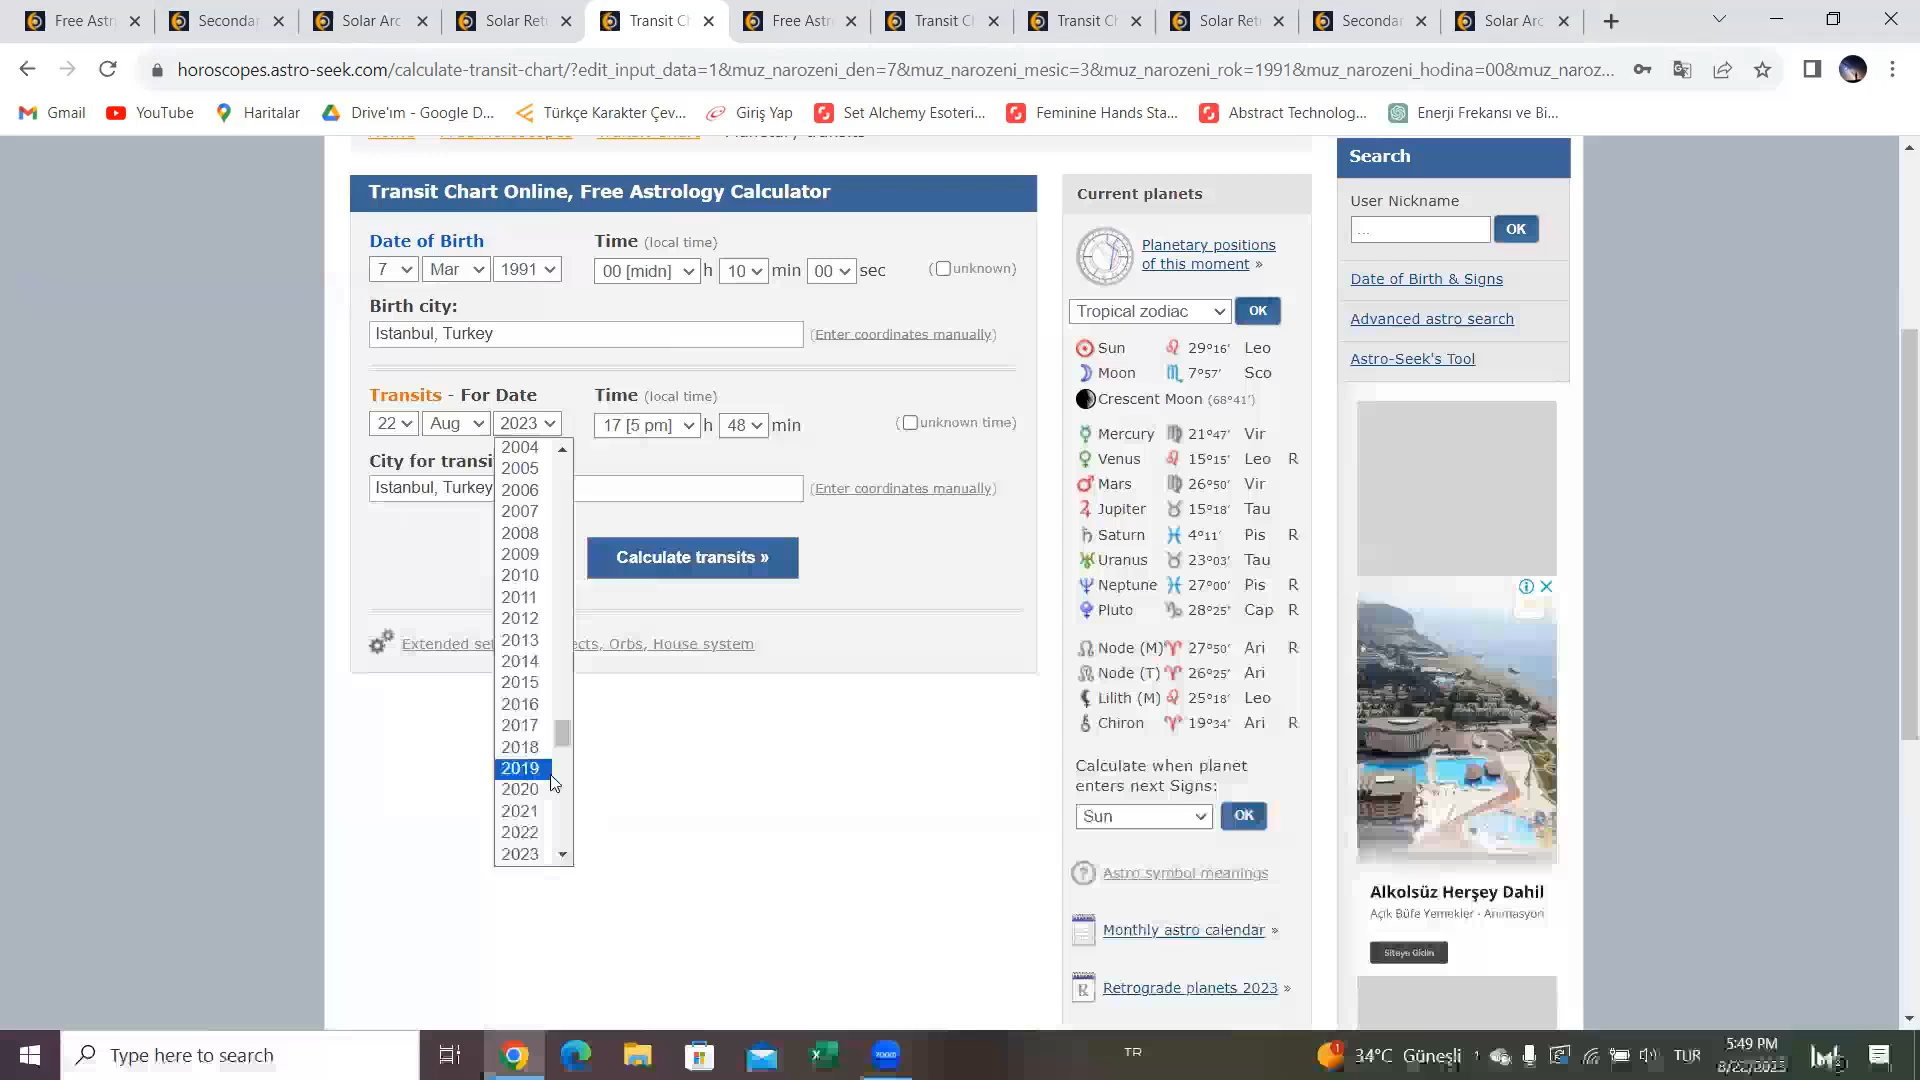 Free Astr
Secondar
Solar Arc
Solar Ret
Transit Ch
Free Astr
Transit Ch
Transit Ch
Solar Ret
Secondar
Solar Arc
horoscopes.astro-seek.com/calculate-transit-chart/?edit_input_data=1&muz_narozeni_den=7&muz_narozeni_mesic=3&muz_narozeni_rok=1991&muz_narozeni_hodina=00&muz_naroz...
Gmail
YouTube
Haritalar
Drive'ım - Google D...
Türkçe Karakter Çev...
Giriş Yap
Set Alchemy Esoteri...
Feminine Hands Sta...
Abstract Technolog...
Enerji Frekansı ve Bi...
Transit Chart Online, Free Astrology Calculator
Date of Birth
Time (local time)
7 Mar 1991
00 [midn] h 10 min 00 sec
(unknown)
Birth city:
Istanbul, Turkey
(Enter coordinates manually)
Transits - For Date
Time (local time)
22 Aug 2023
17 [5 pm] h 48 min
(unknown time)
City for transi
Istanbul, Turkey
(Enter coordinates manually)
2004
2005
2006
2007
2008
2009
2010
2011
2012
2013
2014
2015
2016
2017
2018
2019
2020
2021
2022
2023
Calculate transits »
Extended set cts, Orbs, House system
Current planets
Planetary positions
of this moment »
Tropical zodiac OK
Sun 29°16' Leo
Moon 7°57' Sco
Crescent Moon (68°41')
Mercury 21°47' Vir
Venus 15°15' Leo R
Mars 26°50' Vir
Jupiter 15°18' Tau
Saturn 4°11' Pis R
Uranus 23°03' Tau
Neptune 27°00' Pis R
Pluto 28°25' Cap R
Node (M) 27°50' Ari R
Node (T) 26°25' Ari
Lilith (M) 25°18' Leo
Chiron 19°34' Ari R
Calculate when planet
enters next Signs:
Sun OK
Astro symbol meanings
Monthly astro calendar »
Retrograde planets 2023 »
Search
User Nickname
... OK
Date of Birth & Signs
Advanced astro search
Astro-Seek's Tool
Alkolsüz Herşey Dahil
Açık Büfe Yemekler - Animasyon
Siteye Gidin
Type here to search
TR
34°C Güneşli
TUR
5:49 PM
8/22/2023